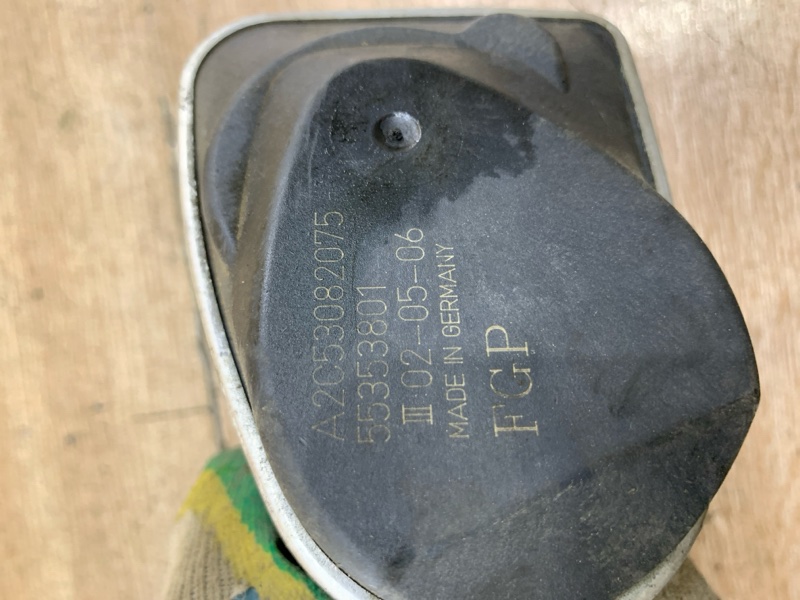 A2C53082075
55353801
III 02-05-06
MADE IN GERMANY
FGP